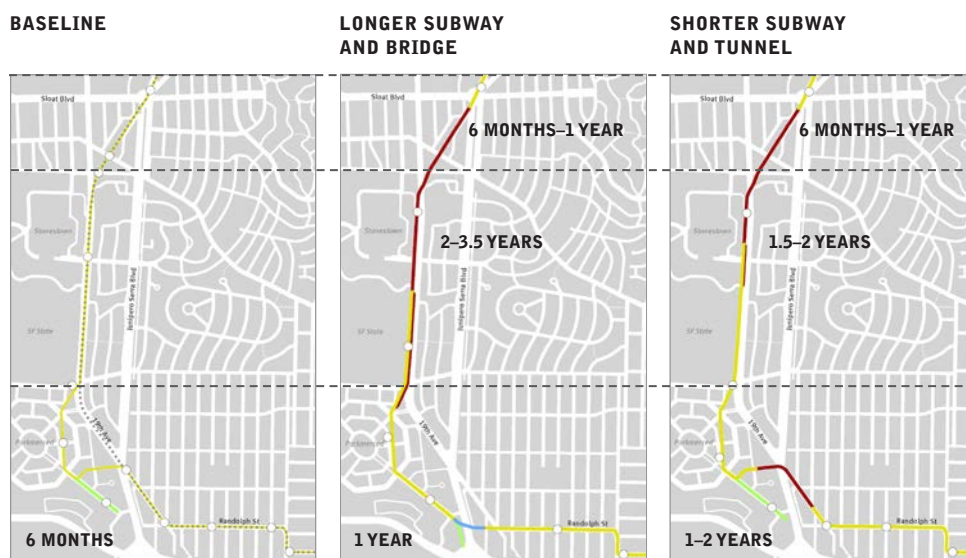 BASELINE
LONGER SUBWAY
AND BRIDGE
SHORTER SUBWAY
AND TUNNEL
Sloat Blvd
Stonestown
Junipero Serra Blvd
SF State
19th Ave
Parkmerced
Randolph St
6 MONTHS
Sloat Blvd
6 MONTHS–1 YEAR
Stonestown
2–3.5 YEARS
Junipero Serra Blvd
SF State
19th Ave
Parkmerced
Randolph St
1 YEAR
Sloat Blvd
6 MONTHS–1 YEAR
Stonestown
1.5–2 YEARS
Junipero Serra Blvd
SF State
19th Ave
Parkmerced
Randolph St
1–2 YEARS